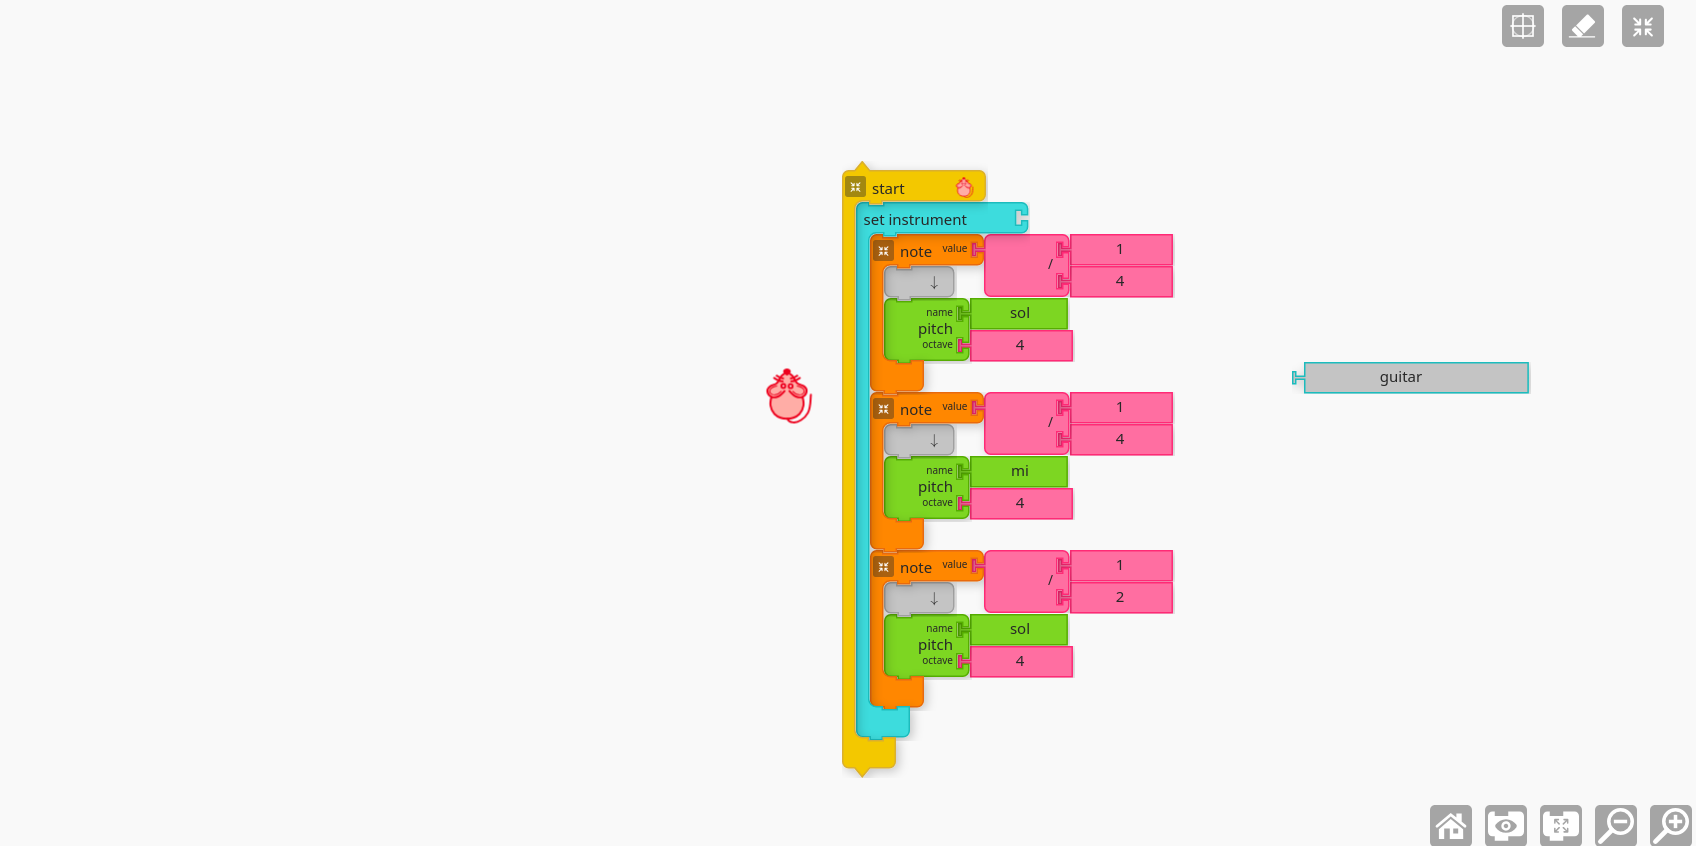 start
set instrument
note value / 1
4
↓
name sol
pitch
octave 4
note value / 1
4
↓
name mi
pitch
octave 4
note value / 1
2
↓
name sol
pitch
octave 4
guitar